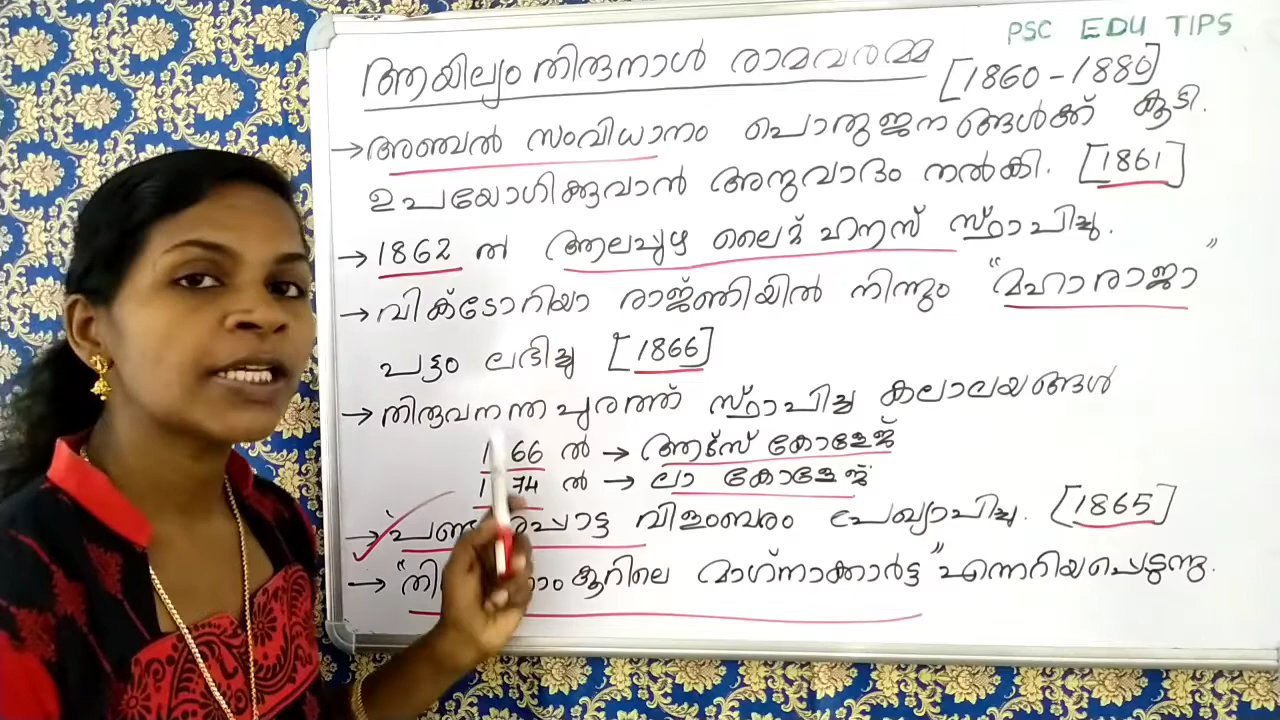 PSC EDU TIPS
ആയില്യം തിരുനാൾ രാമവർമ്മ [1860-1880]
→ അഞ്ചൽ സംവിധാനം പൊതുജനങ്ങൾക്ക് കൂടി.
ഉപയോഗിക്കുവാൻ അനുവാദം നൽകി. [1861]
→ 1862 ൽ ആലപ്പുഴ ലൈറ്റ് ഹൗസ് സ്ഥാപിച്ചു.
→ വിക്ടോറിയാ രാജ്ഞിയിൽ നിന്നും "മഹാരാജാ"
പട്ടം ലഭിച്ചു [1866]
→ തിരുവനന്തപുരത്ത് സ്ഥാപിച്ച കലാലയങ്ങൾ
66 ൽ → ആർട്സ് കോളേജ്
74 ൽ → ലാ കോളേജ്
→ വിളംബരം പ്രഖ്യാപിച്ചു. [1865]
→ മാഗ്നാക്കാർട്ട" എന്നറിയപ്പെടുന്നു.